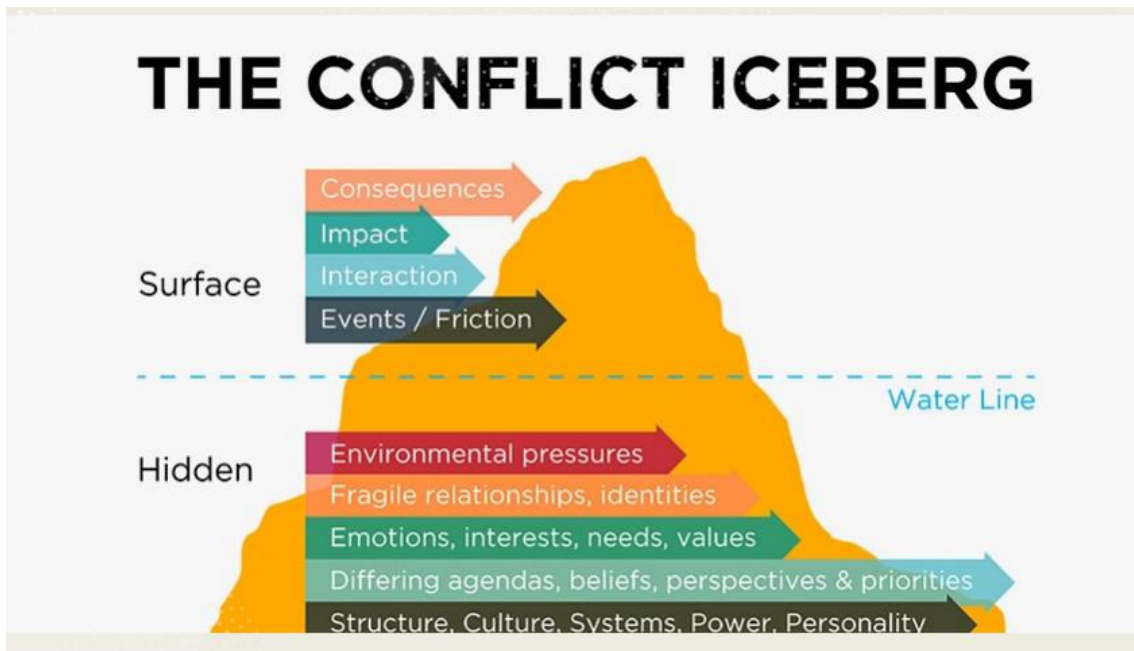 THE CONFLICT ICEBERG
Consequences
Impact
Surface
Interaction
Events / Friction
Water Line
Hidden
Environmental pressures
Fragile relationships, identities
Emotions, interests, needs, values
Differing agendas, beliefs, perspectives & priorities
Structure, Culture, Systems, Power, Personality